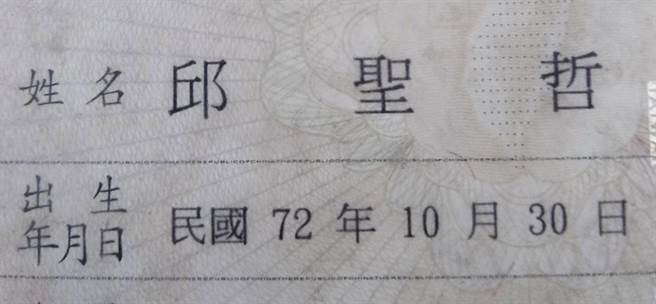 姓名 邱聖哲
出生
年月日 民國 72 年 10 月 30 日